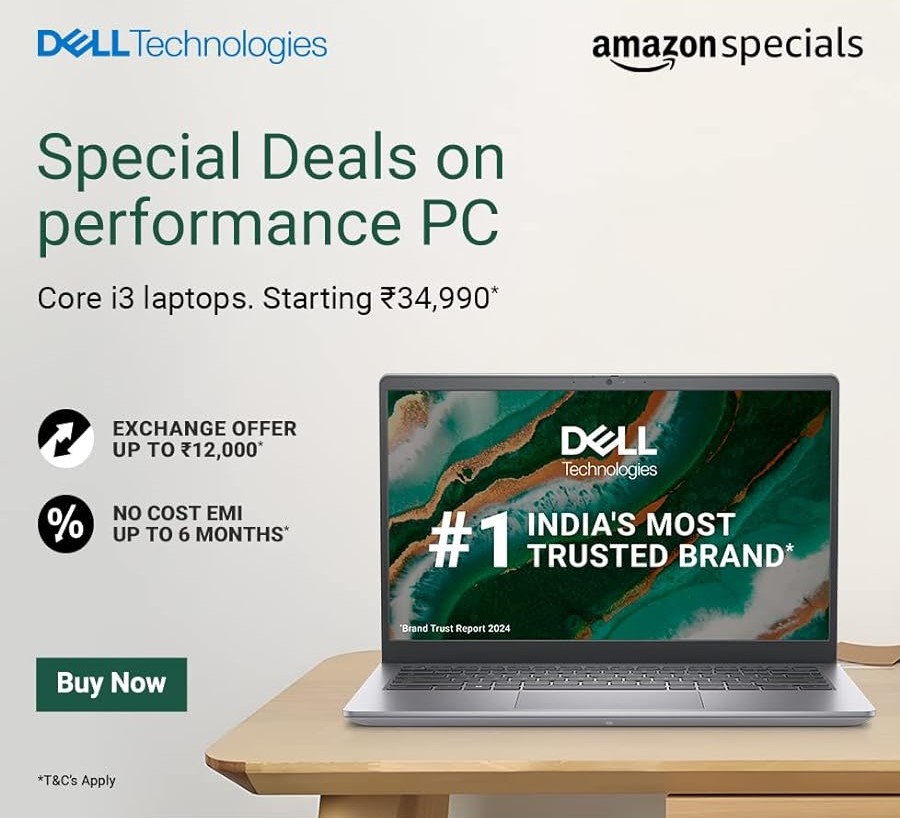 DELL Technologies
amazon specials
Special Deals on
performance PC
Core i3 laptops. Starting ₹34,990*
EXCHANGE OFFER
UP TO ₹12,000*
%
NO COST EMI
UP TO 6 MONTHS*
DELL
Technologies
#1 INDIA'S MOST
TRUSTED BRAND*
*Brand Trust Report 2024
Buy Now
*T&C's Apply